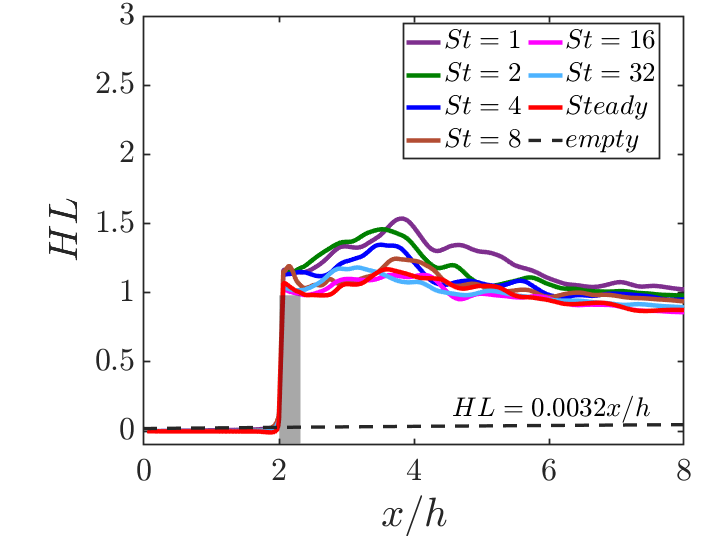 3
2.5
2
1.5
1
0.5
0
HL
St = 1
St = 2
St = 4
St = 8
St = 16
St = 32
Steady
empty
HL = 0.0032x/h
0 2 4 6 8
x/h